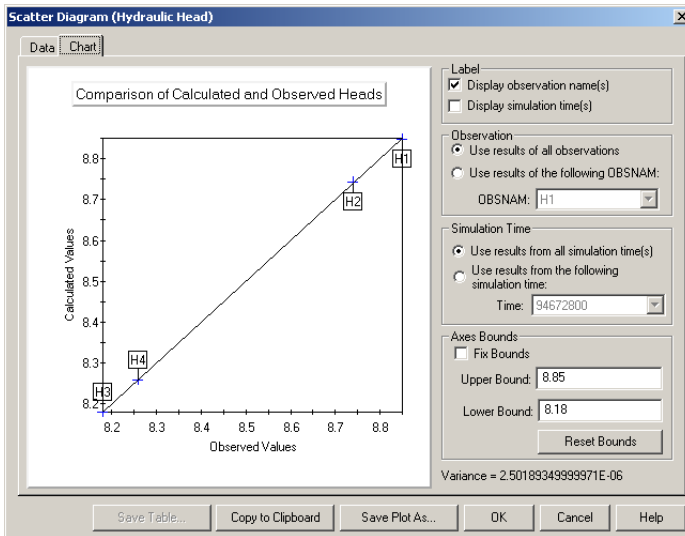 Scatter Diagram (Hydraulic Head)
Data Chart
Comparison of Calculated and Observed Heads
Calculated Values
8.8
8.7
8.6
8.5
8.4
8.3
8.2
H1
H2
H4
H3
8.2 8.3 8.4 8.5 8.6 8.7 8.8
Observed Values
Label
Display observation name(s)
Display simulation time(s)
Observation
Use results of all observations
Use results of the following OBSNAM:
OBSNAM: H1
Simulation Time
Use results from all simulation time(s)
Use results from the following
simulation time:
Time: 94672800
Axes Bounds
Fix Bounds
Upper Bound: 8.85
Lower Bound: 8.18
Reset Bounds
Variance = 2.50189349999971E-06
Save Table... Copy to Clipboard Save Plot As... OK Cancel Help